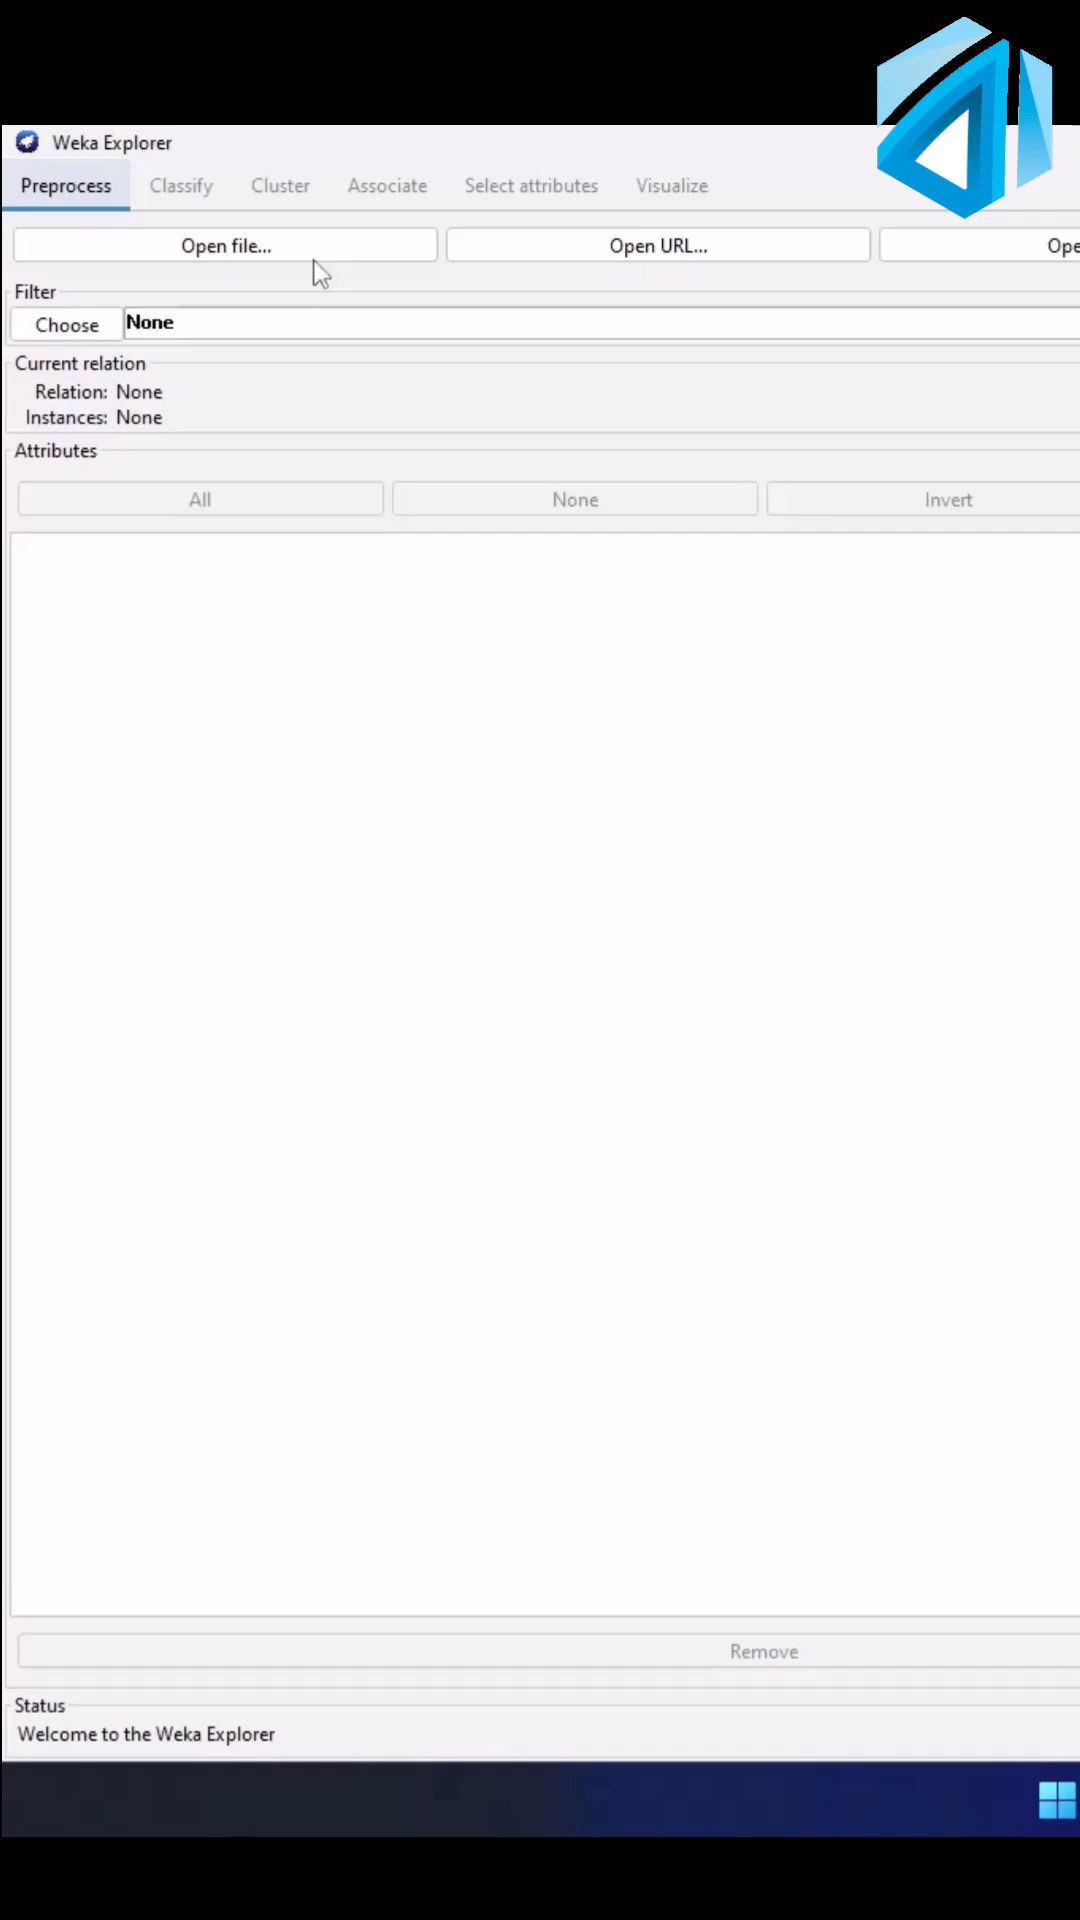 Weka Explorer
Preprocess Classify Cluster Associate Select attributes Visualize
Open file... Open URL... Ope
Filter
Choose None
Current relation
Relation: None
Instances: None
Attributes
All None Invert
Remove
Status
Welcome to the Weka Explorer